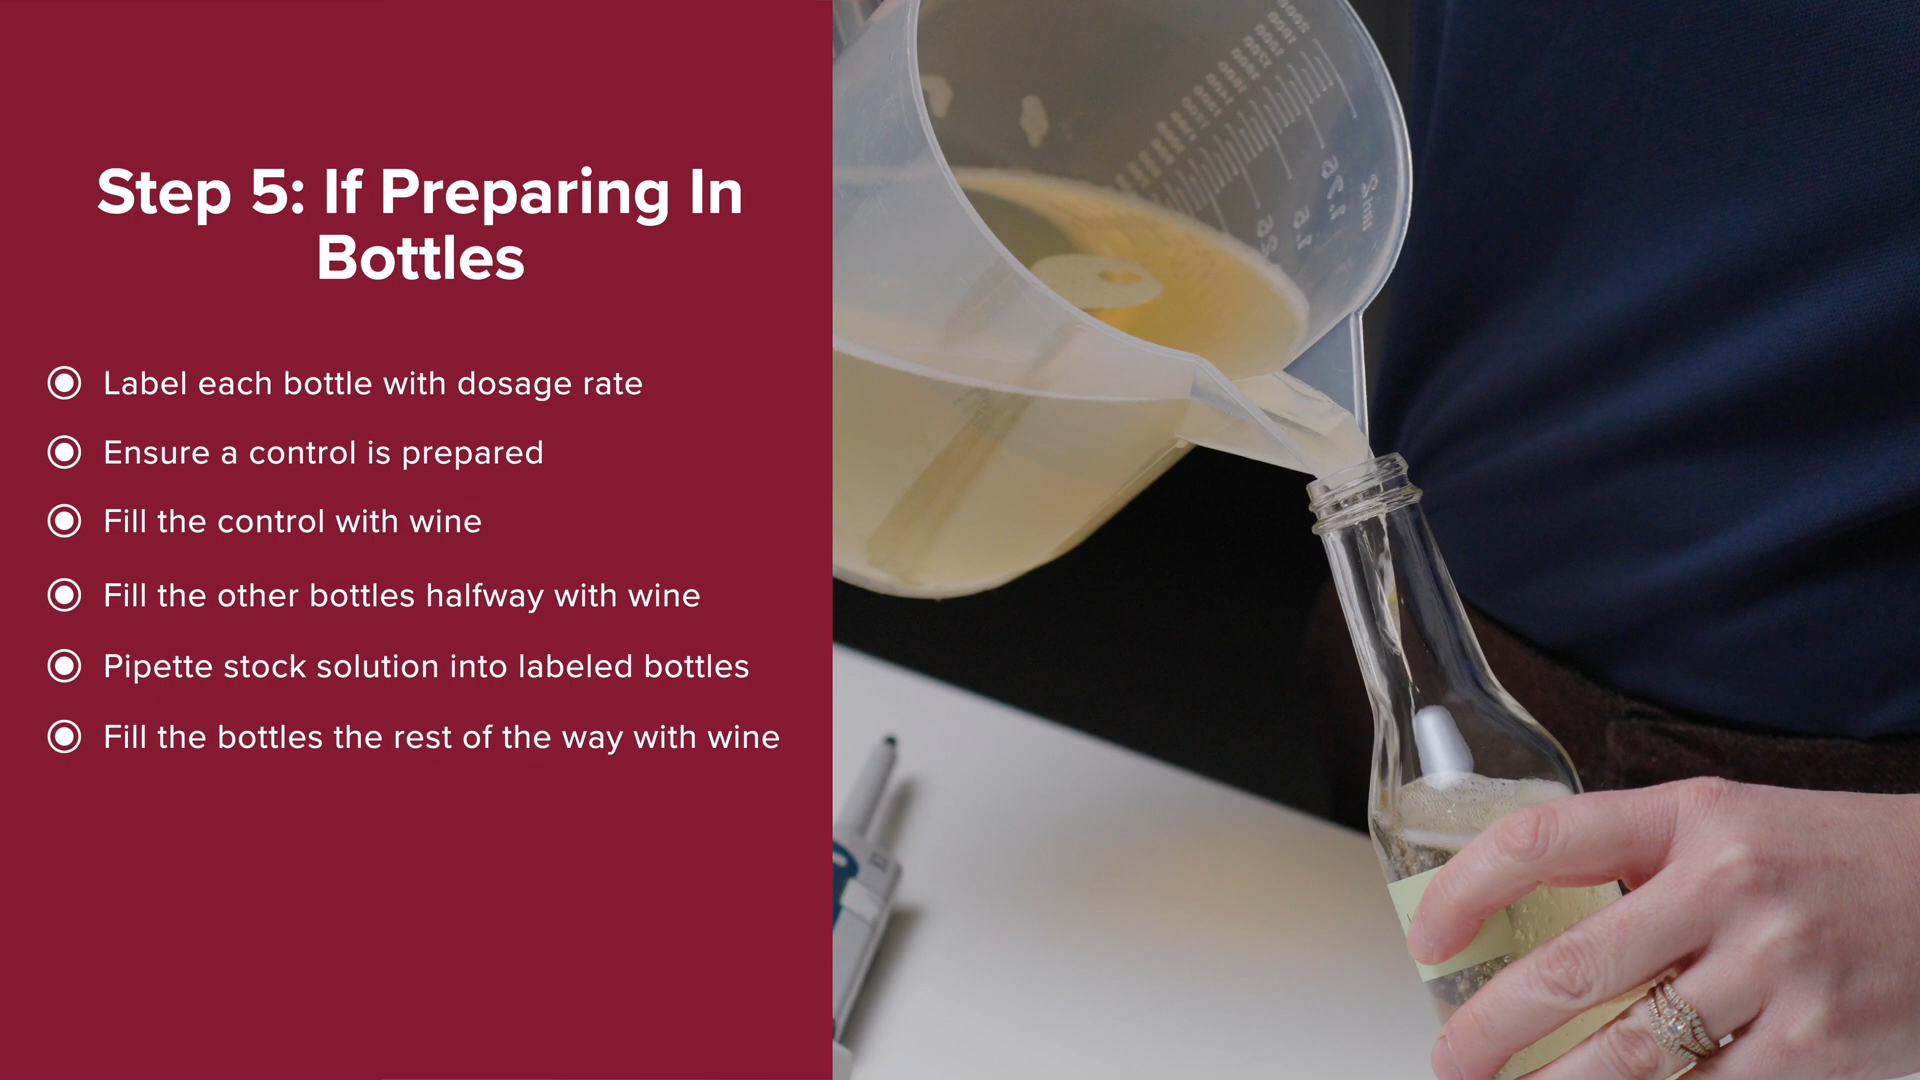 Step 5: If Preparing In
Bottles
Label each bottle with dosage rate
Ensure a control is prepared
Fill the control with wine
Fill the other bottles halfway with wine
Pipette stock solution into labeled bottles
Fill the bottles the rest of the way with wine